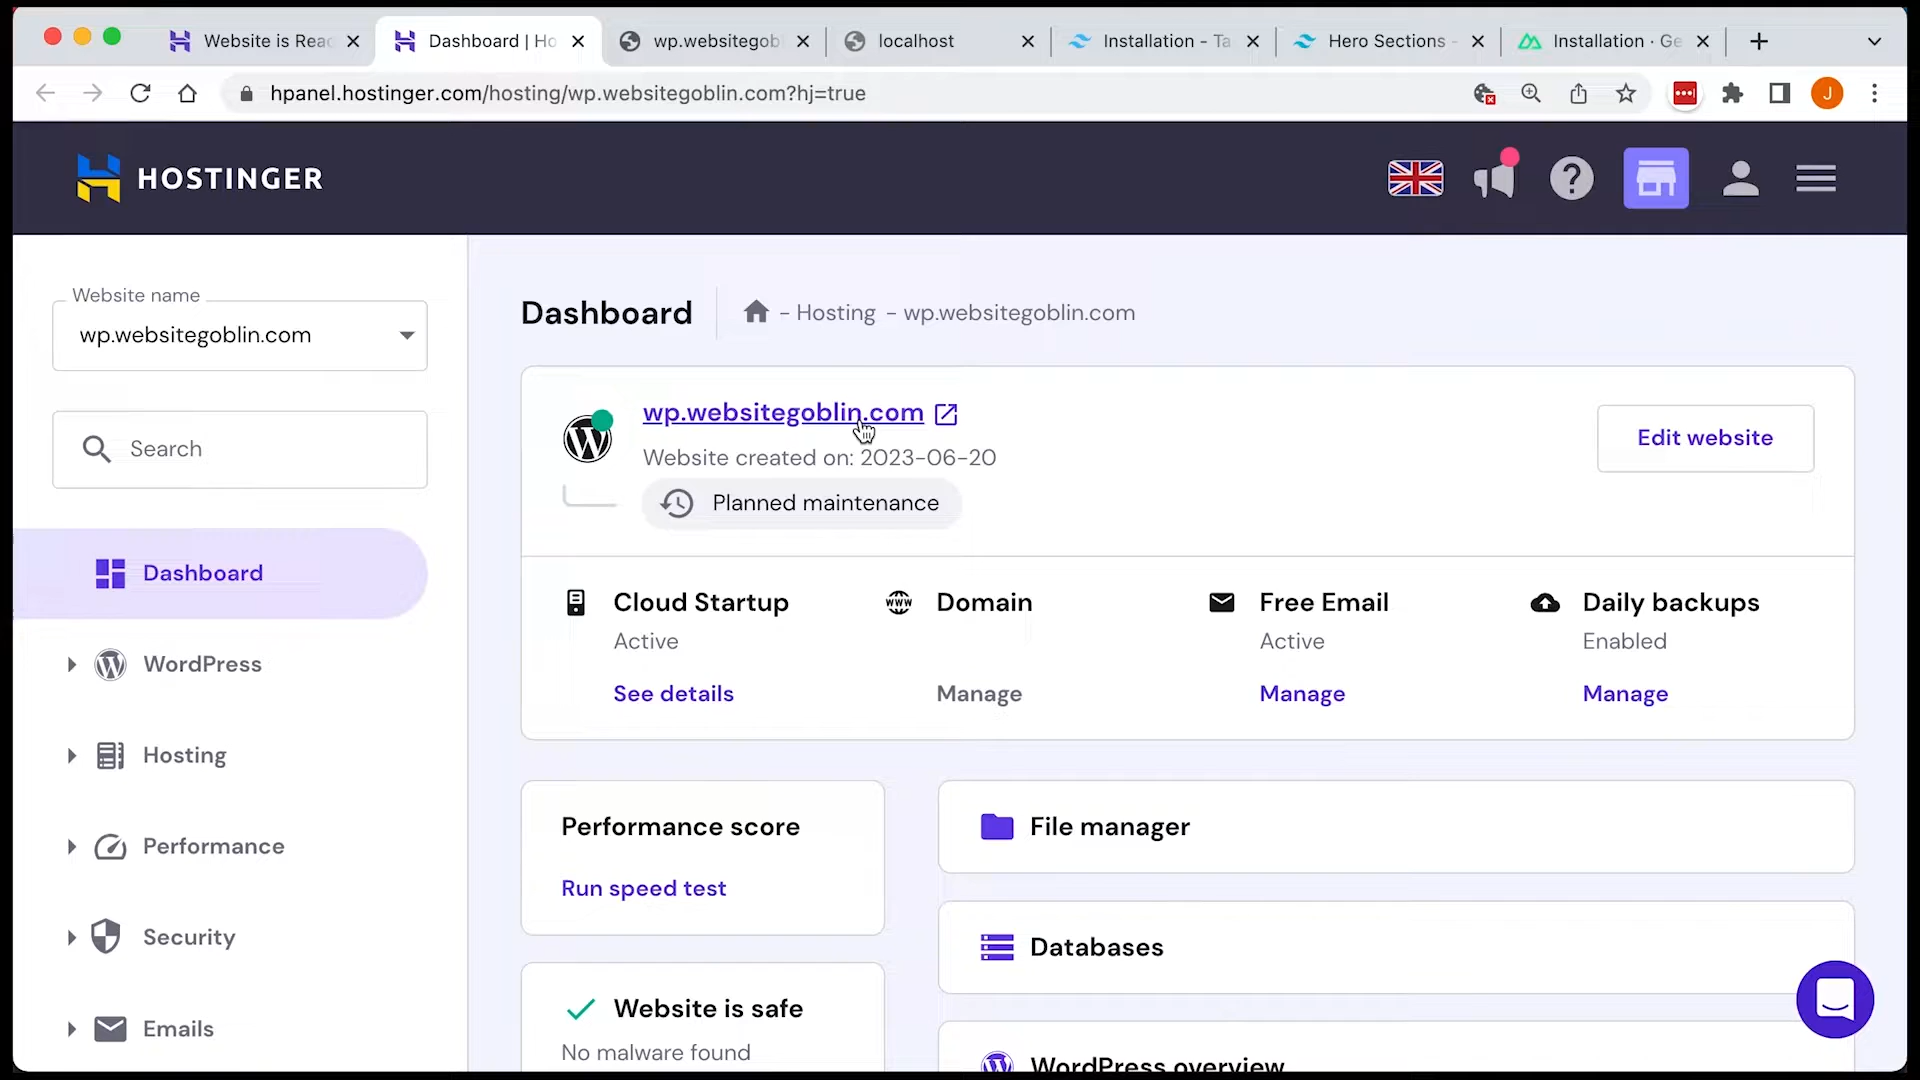 Website is Reac
Dashboard | Ho
wp.websitegobl
localhost
Installation - Ta
Hero Sections -
Installation · Ge
hpanel.hostinger.com/hosting/wp.websitegoblin.com?hj=true
J
HOSTINGER
Website name
wp.websitegoblin.com
Search
Dashboard
WordPress
Hosting
Performance
Security
Emails
Dashboard
- Hosting - wp.websitegoblin.com
wp.websitegoblin.com
Website created on: 2023-06-20
Planned maintenance
Edit website
Cloud Startup
Active
See details
www
Domain
Manage
Free Email
Active
Manage
Daily backups
Enabled
Manage
Performance score
Run speed test
Website is safe
No malware found
File manager
Databases
WordPress overview